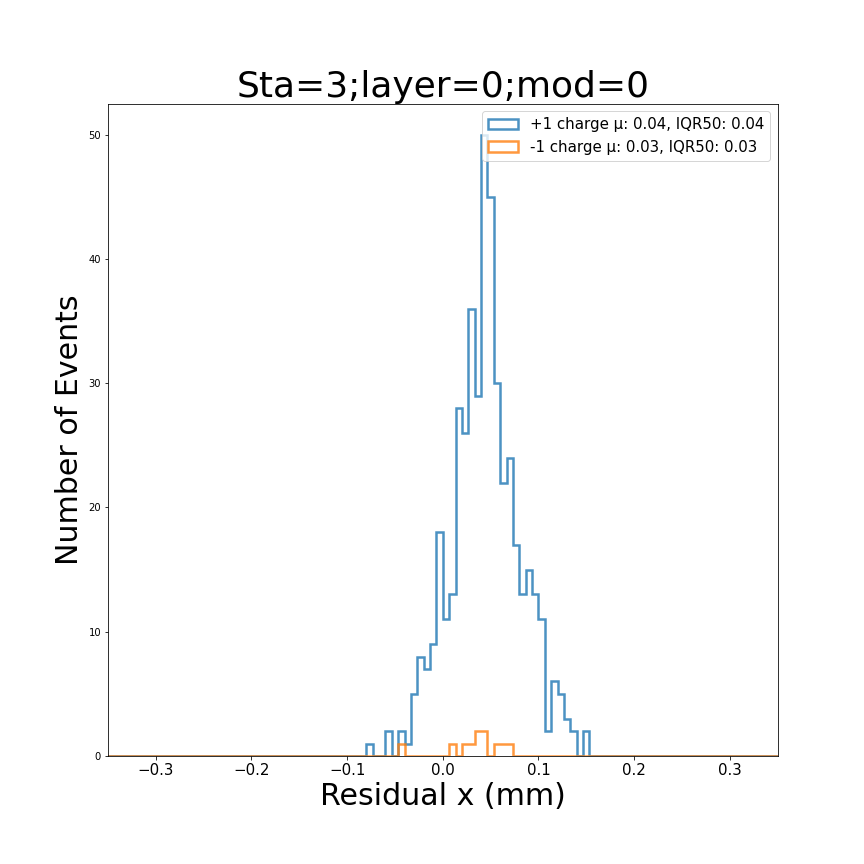 Sta=3;layer=0;mod=0
+1 charge μ: 0.04, IQR50: 0.04
-1 charge μ: 0.03, IQR50: 0.03
Number of Events
50
40
30
20
10
0
−0.3 −0.2 −0.1 0.0 0.1 0.2 0.3
Residual x (mm)